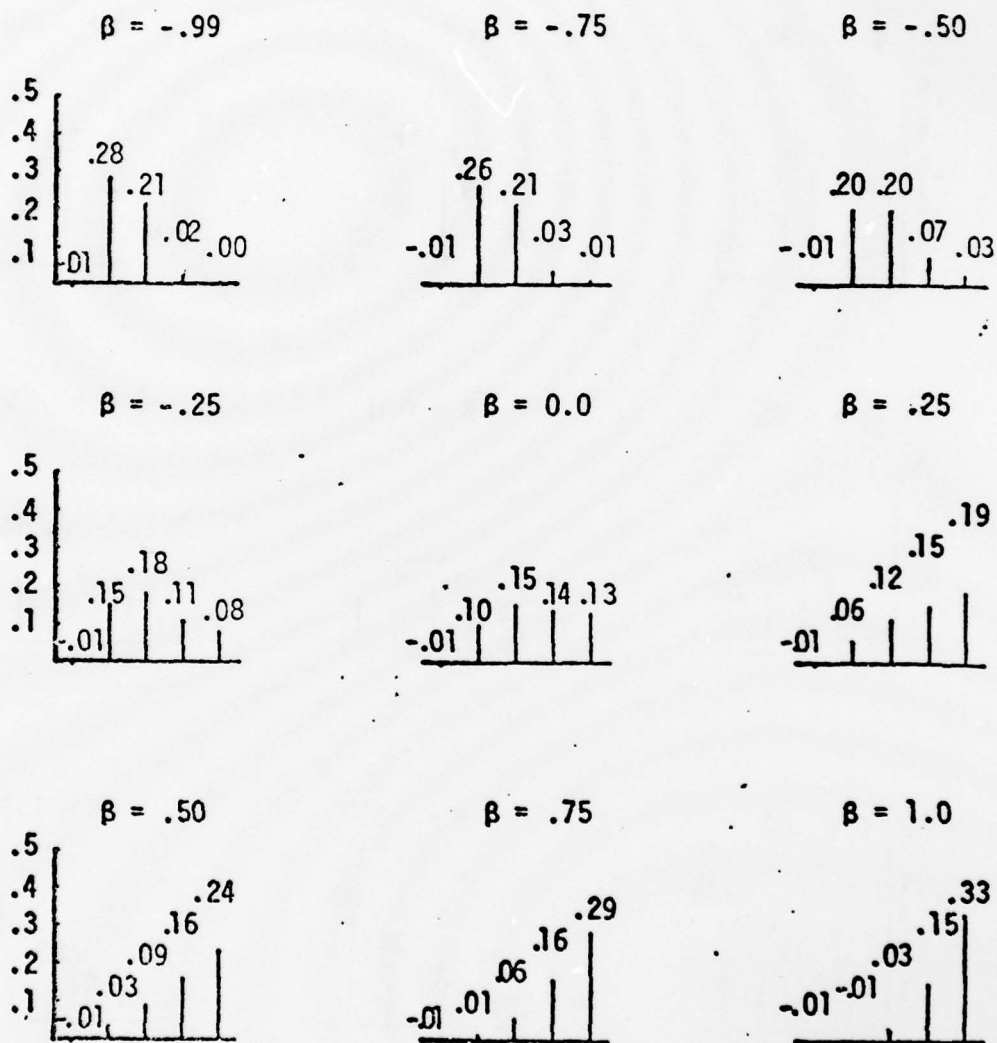 β = -.99 β = -.75 β = -.50
.5
.4
.3
.2
.1
-.01 .28 .21 .02 .00
-.01 .26 .21 .03 .01
-.01 .20 .20 .07 .03
β = -.25 β = 0.0 β = .25
.5
.4
.3
.2
.1
-.01 .15 .18 .11 .08
-.01 .10 .15 .14 .13
-.01 .06 .12 .15 .19
β = .50 β = .75 β = 1.0
.5
.4
.3
.2
.1
-.01 .03 .09 .16 .24
-.01 .01 .06 .16 .29
-.01 -.01 .03 .15 .33